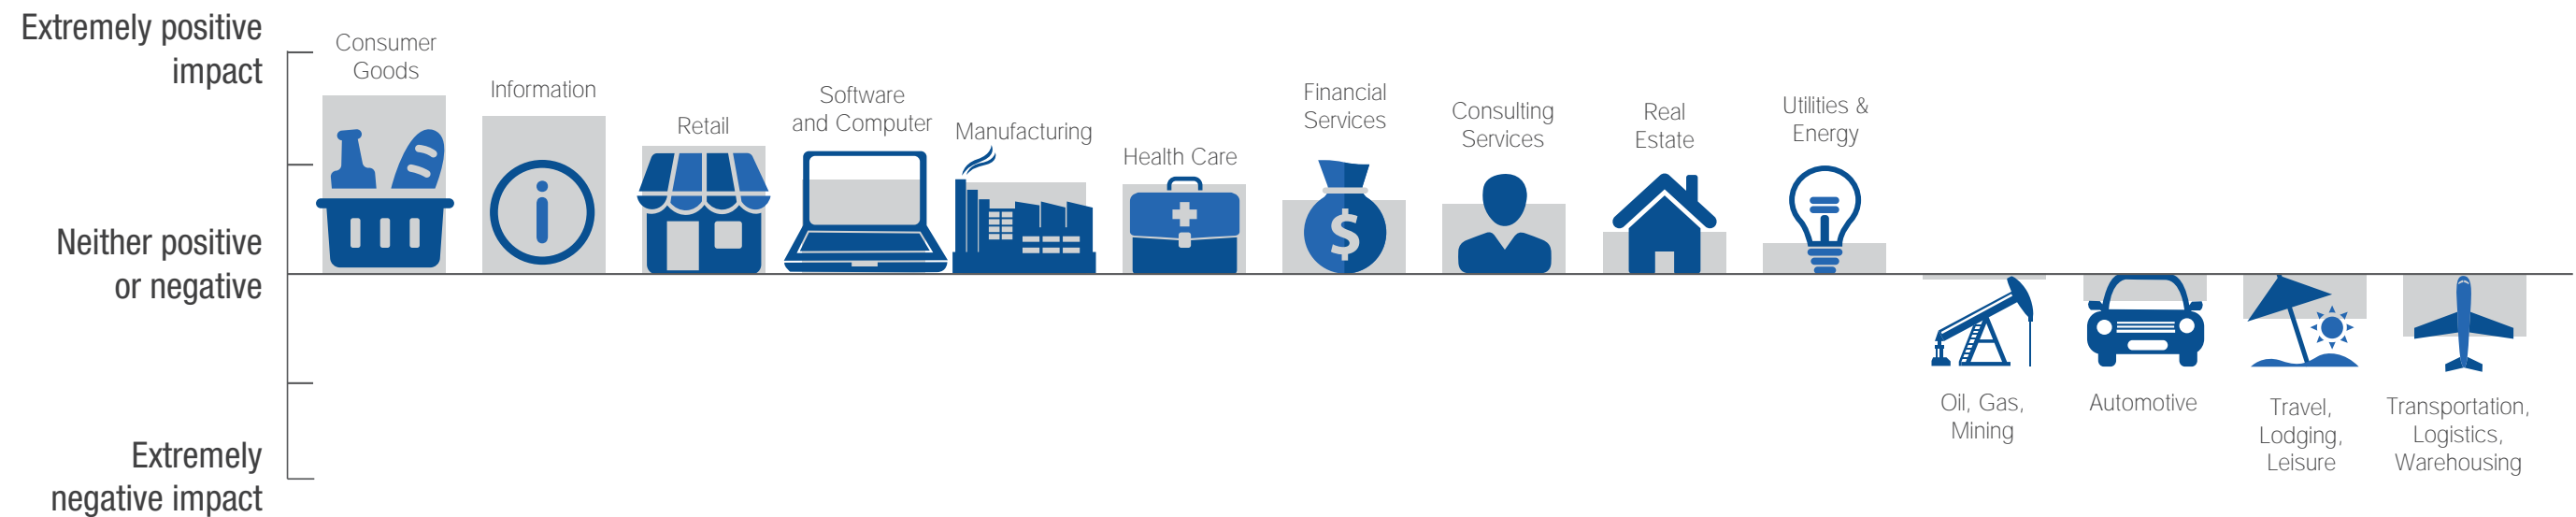 Extremely positive
impact
Neither positive
or negative
Extremely
negative impact
Consumer
Goods
Information
Retail
Software
and Computer
Manufacturing
Health Care
Financial
Services
$
Consulting
Services
Real
Estate
Utilities &
Energy
Oil, Gas,
Mining
Automotive
Travel,
Lodging,
Leisure
Transportation,
Logistics,
Warehousing